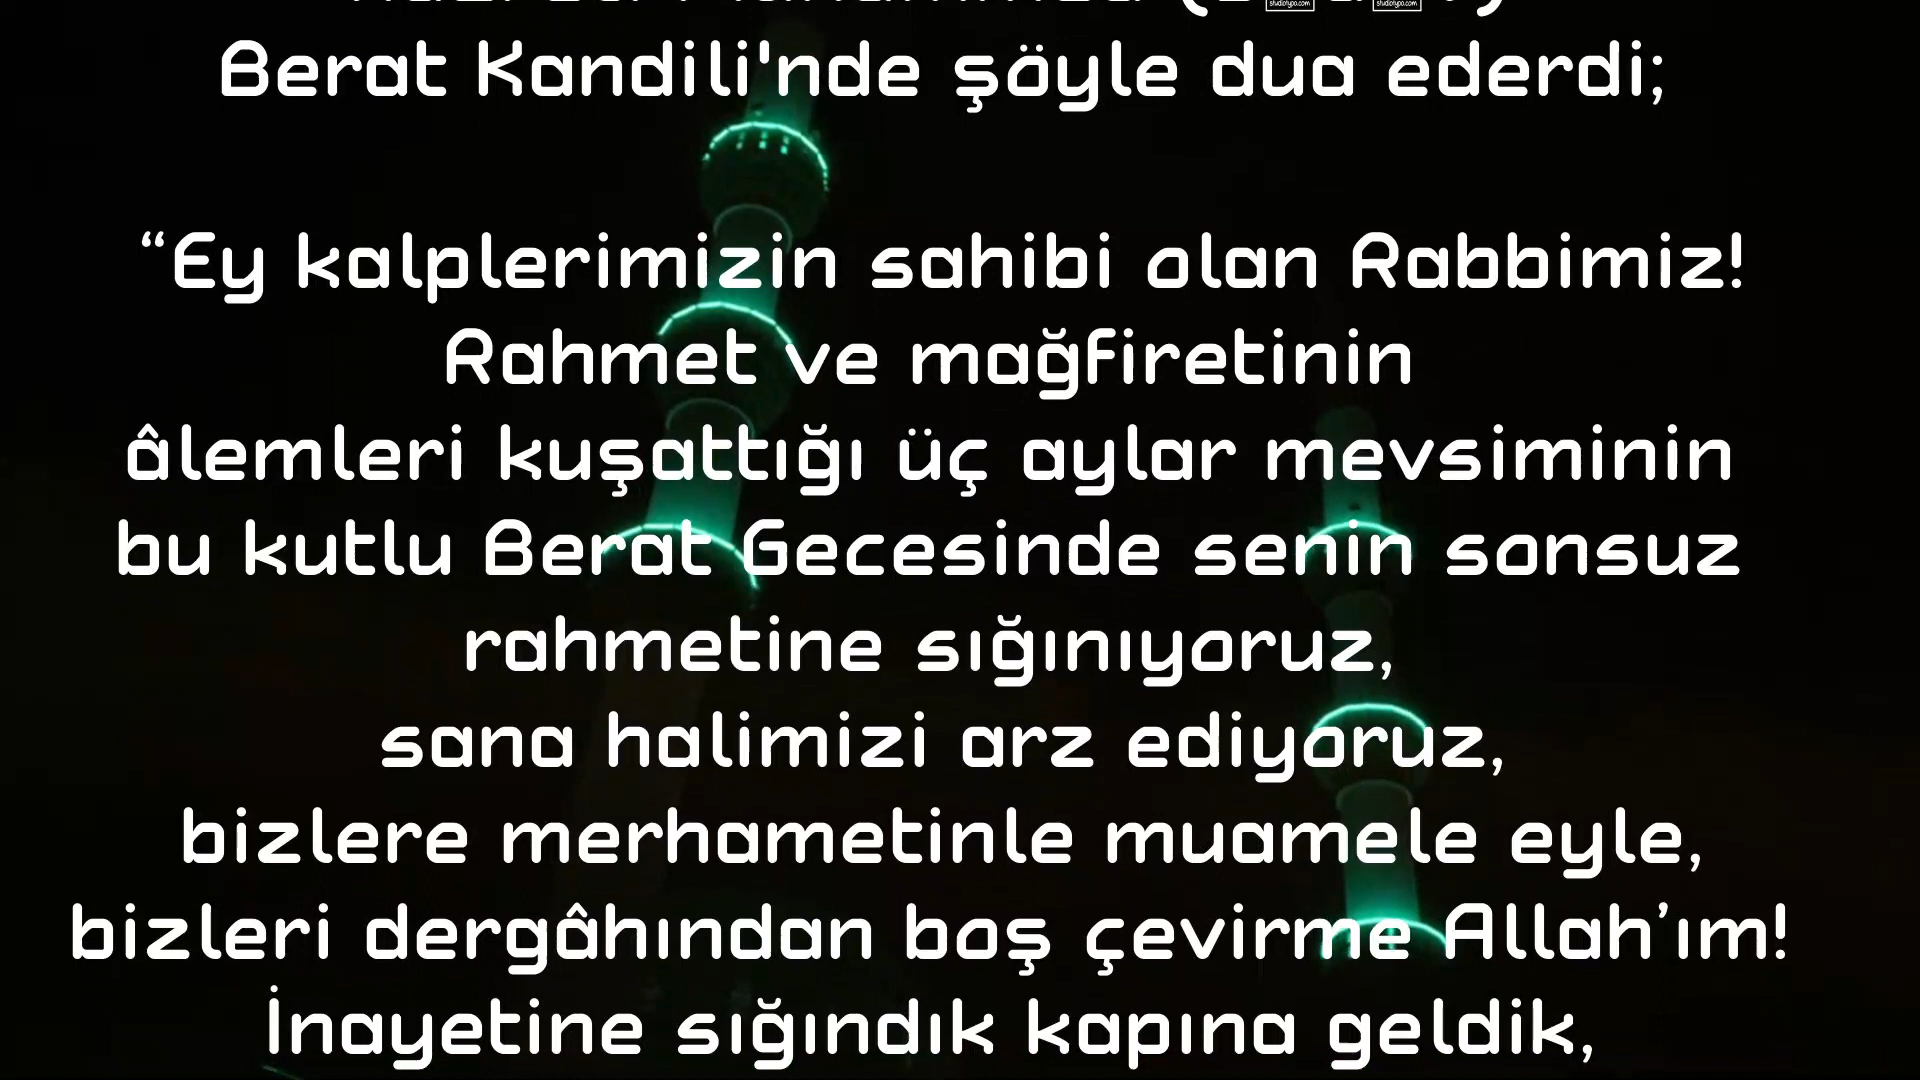 Berat Kandili'nde şöyle dua ederdi;
“Ey kalplerimizin sahibi olan Rabbimiz!
Rahmet ve mağfiretinin
âlemleri kuşattığı üç aylar mevsiminin
bu kutlu Berat Gecesinde senin sonsuz
rahmetine sığınıyoruz,
sana halimizi arz ediyoruz,
bizlere merhametinle muamele eyle,
bizleri dergâhından boş çevirme Allah’ım!
İnayetine sığındık kapına geldik,